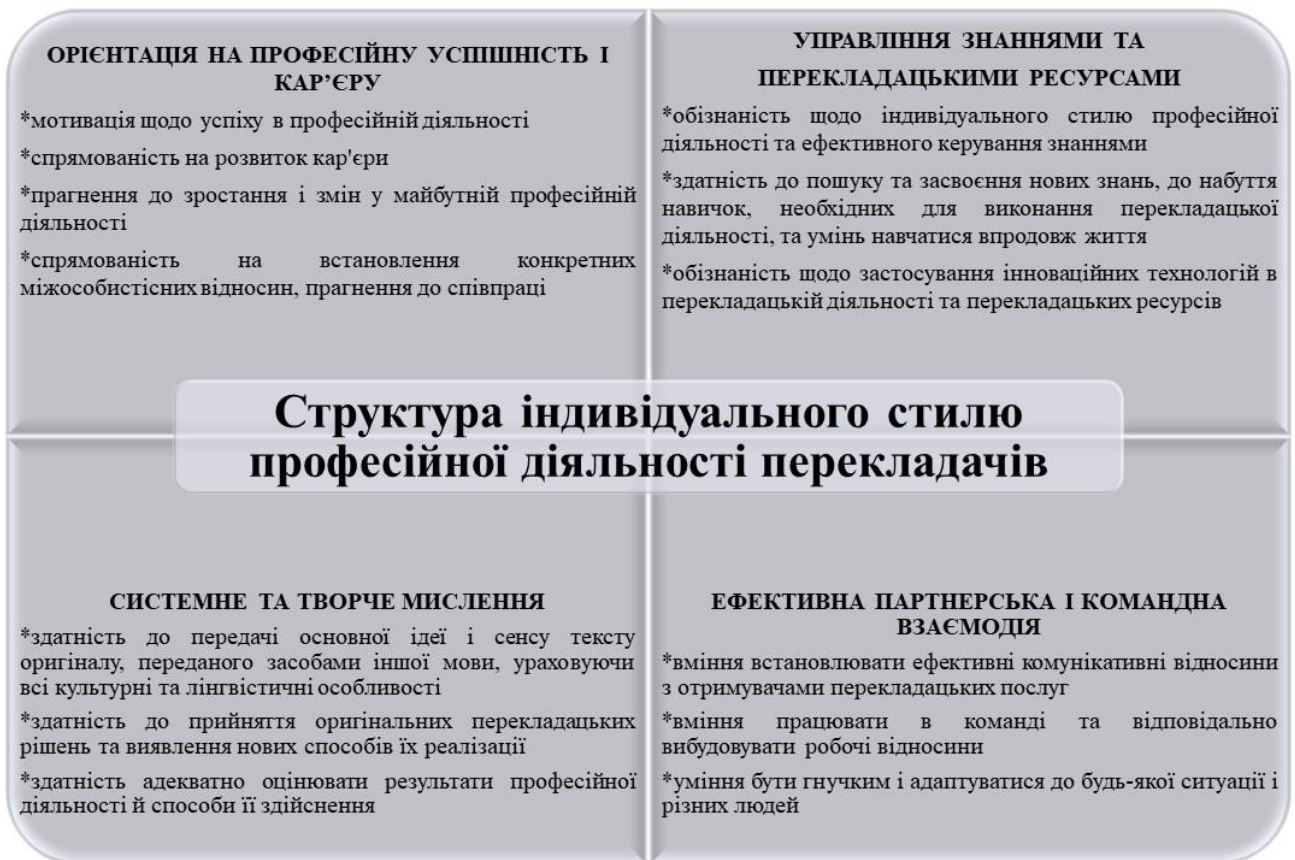 ОРІЄНТАЦІЯ НА ПРОФЕСІЙНУ УСПІШНІСТЬ І
КАР’ЄРУ
*мотивація щодо успіху в професійній діяльності
*спрямованість на розвиток кар'єри
*прагнення до зростання і змін у майбутній професійній
діяльності
*спрямованість на встановлення конкретних
міжособистісних відносин, прагнення до співпраці
УПРАВЛІННЯ ЗНАННЯМИ ТА
ПЕРЕКЛАДАЦЬКИМИ РЕСУРСАМИ
*обізнаність щодо індивідуального стилю професійної
діяльності та ефективного керування знаннями
*здатність до пошуку та засвоєння нових знань, до набуття
навичок, необхідних для виконання перекладацької
діяльності, та умінь навчатися впродовж життя
*обізнаність щодо застосування інноваційних технологій в
перекладацькій діяльності та перекладацьких ресурсів
Структура індивідуального стилю
професійної діяльності перекладачів
СИСТЕМНЕ ТА ТВОРЧЕ МИСЛЕННЯ
*здатність до передачі основної ідеї і сенсу тексту
оригіналу, переданого засобами іншої мови, ураховуючи
всі культурні та лінгвістичні особливості
*здатність до прийняття оригінальних перекладацьких
рішень та виявлення нових способів їх реалізації
*здатність адекватно оцінювати результати професійної
діяльності й способи її здійснення
ЕФЕКТИВНА ПАРТНЕРСЬКА І КОМАНДНА
ВЗАЄМОДІЯ
*вміння встановлювати ефективні комунікативні відносини
з отримувачами перекладацьких послуг
*вміння працювати в команді та відповідально
вибудовувати робочі відносини
*уміння бути гнучким і адаптуватися до будь-якої ситуації і
різних людей